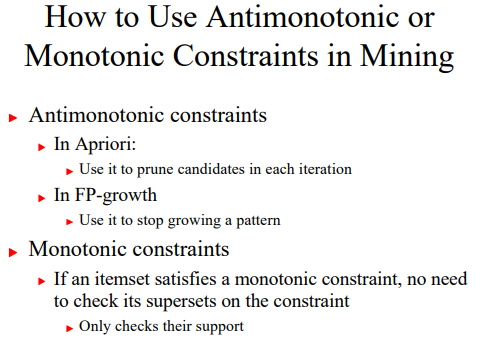 How to Use Antimonotonic or
Monotonic Constraints in Mining
Antimonotonic constraints
In Apriori:
Use it to prune candidates in each iteration
In FP-growth
Use it to stop growing a pattern
Monotonic constraints
If an itemset satisfies a monotonic constraint, no need
to check its supersets on the constraint
Only checks their support